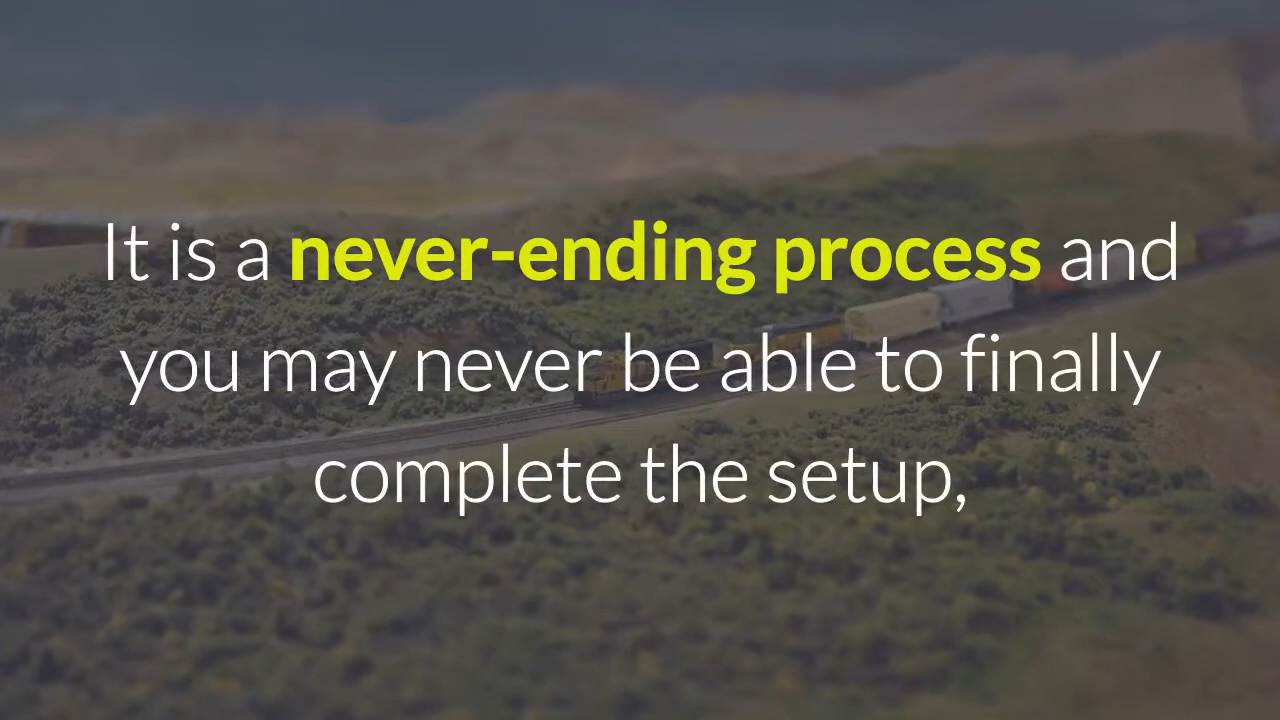 It is a never-ending process and
you may never be able to finally
complete the setup,